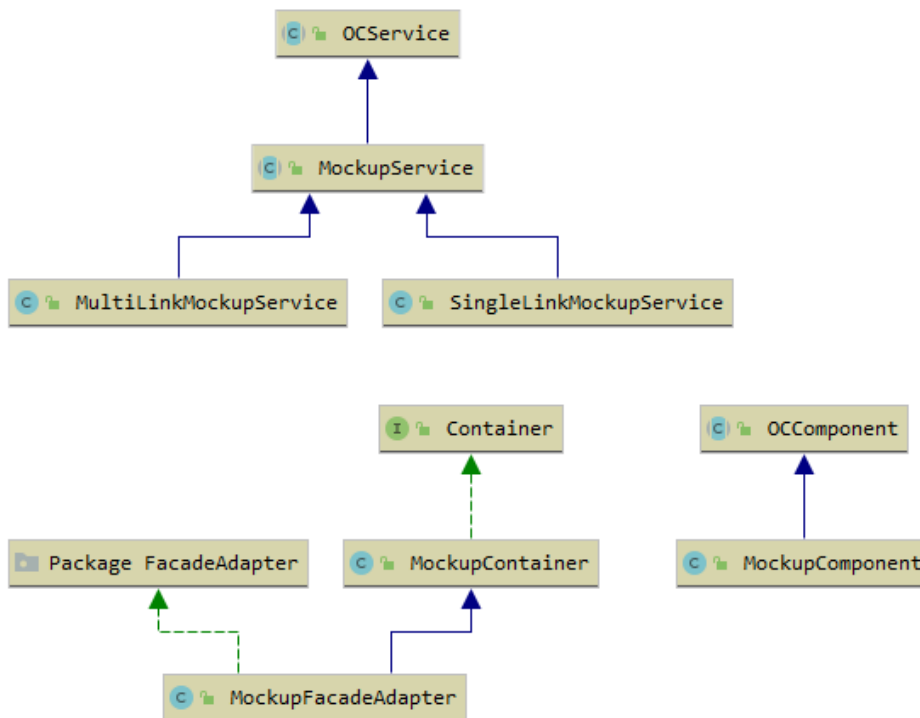 C OCService
C MockupService
C MultiLinkMockupService
C SingleLinkMockupService
I Container
C OCComponent
Package FacadeAdapter
C MockupContainer
C MockupComponent
C MockupFacadeAdapter